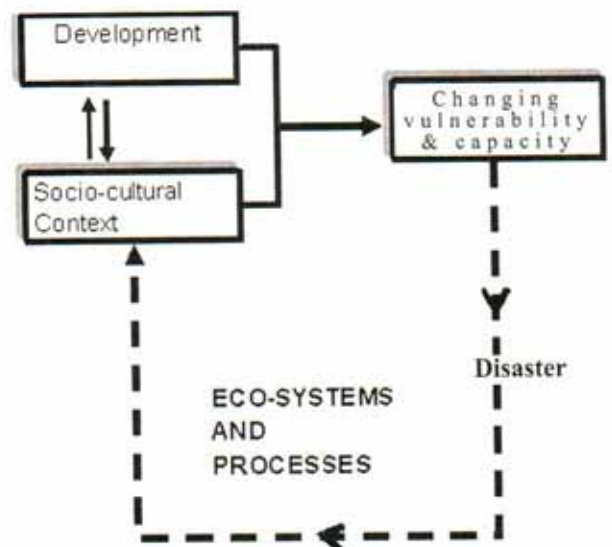 Development
Changing
vulnerability
& capacity
Socio-cultural
Context
Disaster
ECO-SYSTEMS
AND
PROCESSES